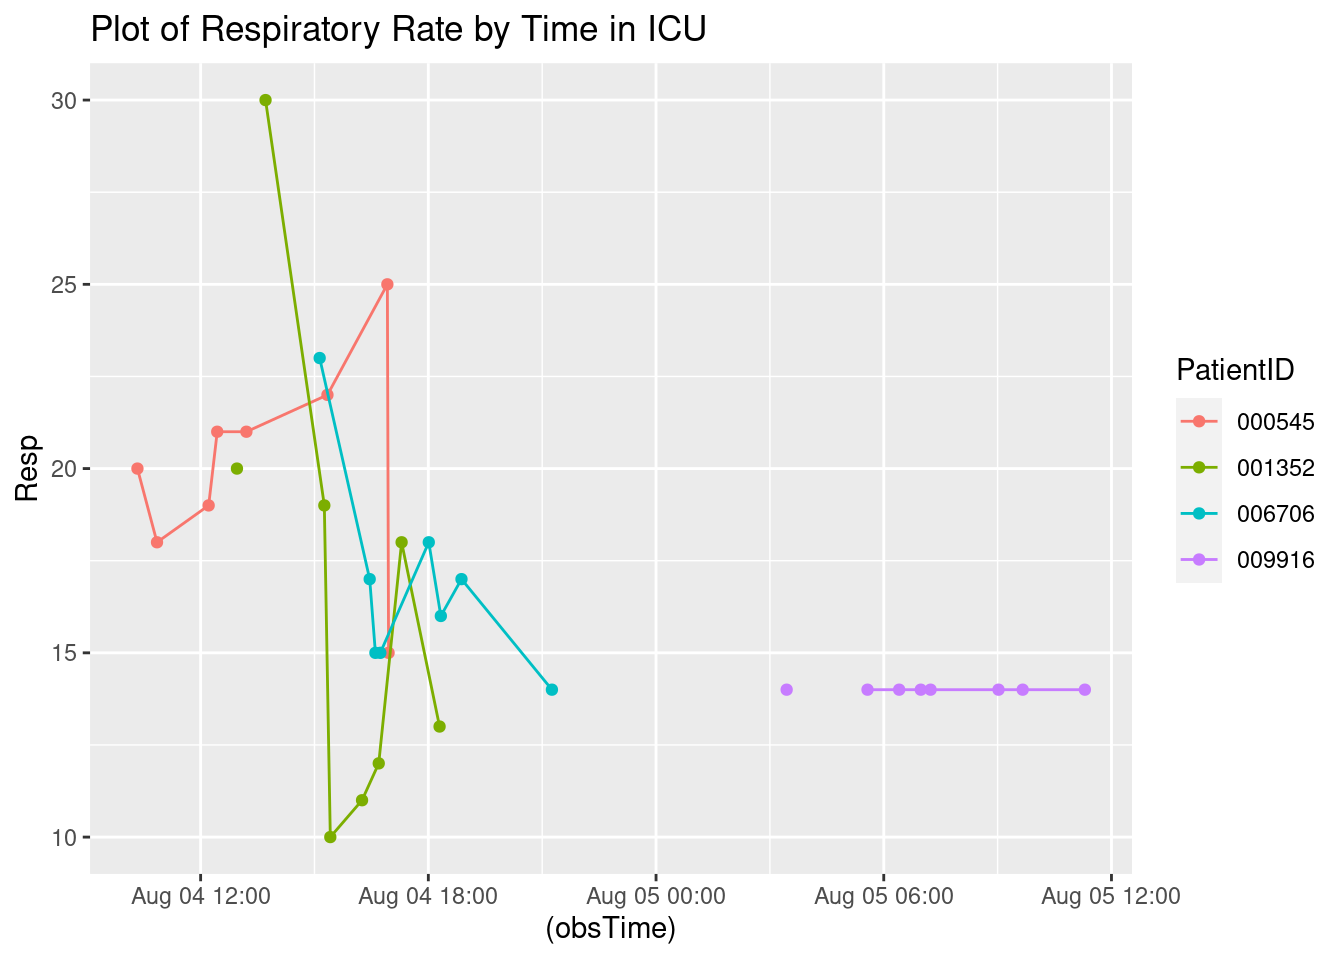 Plot of Respiratory Rate by Time in ICU
30
25
20
15
10
Resp
Aug 04 12:00
Aug 04 18:00
Aug 05 00:00
Aug 05 06:00
Aug 05 12:00
(obsTime)
PatientID
000545
001352
006706
009916